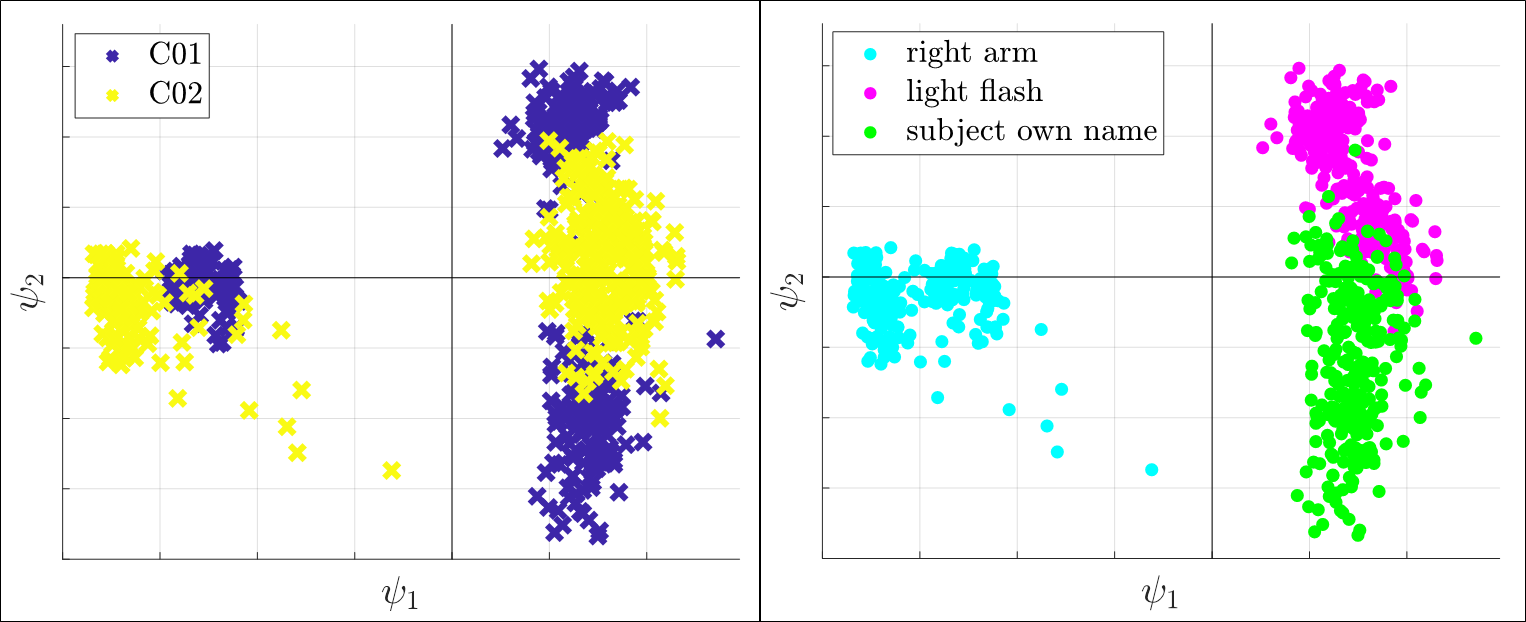 C01
C02
ψ₂
ψ₁
right arm
light flash
subject own name
ψ₂
ψ₁